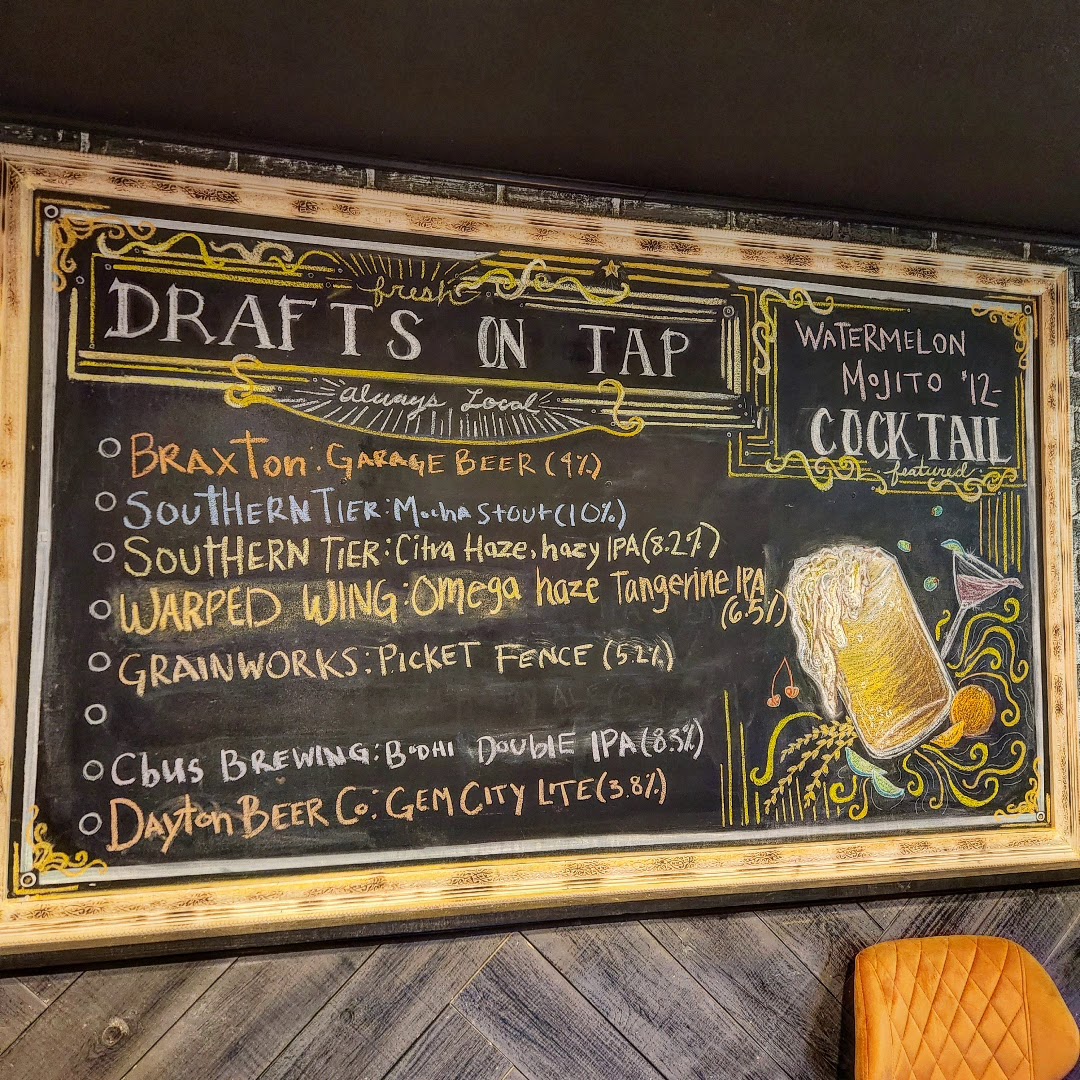 fresh
DRAFTS ON TAP
"always Local"
BRAXTON: GARAGE BEER (4%)
SOUTHERN TIER: Mocha STOUT (10%)
SOUTHERN TIER: Citra Haze, hazy IPA (8.2%)
WARPED WING: Omega haze Tangerine IPA
(6.5%)
GRAINWORKS: PICKET FENCE (5.2%)
Cbus BREWING: BODHI DOUBLE IPA (8.3%)
DAYTON BEER CO: GEM CITY LTE (3.8%)
WATERMELON
MOJITO $12-
COCKTAIL
featured